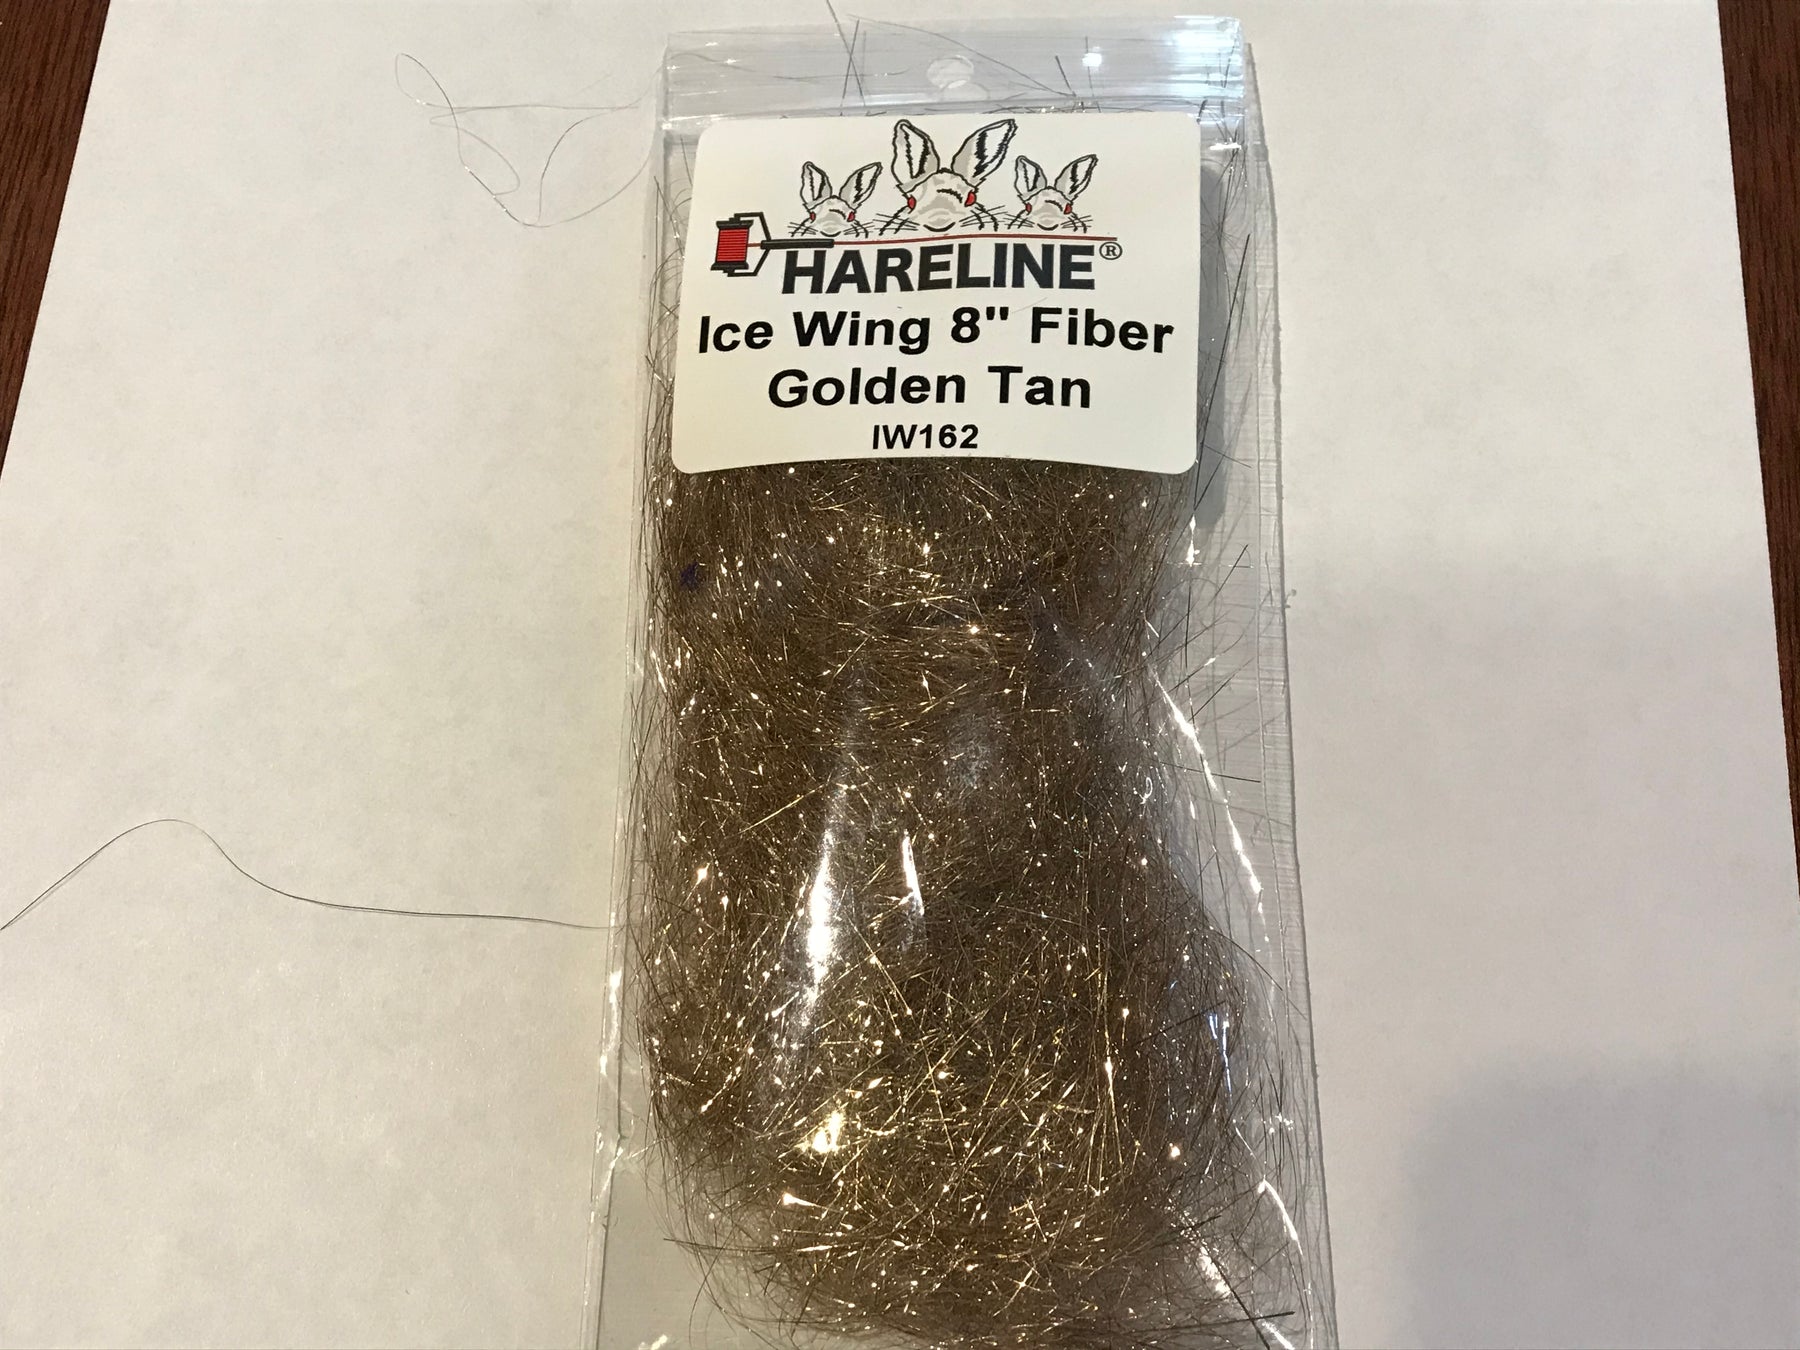 HARELINE®
Ice Wing 8" Fiber
Golden Tan
IW162